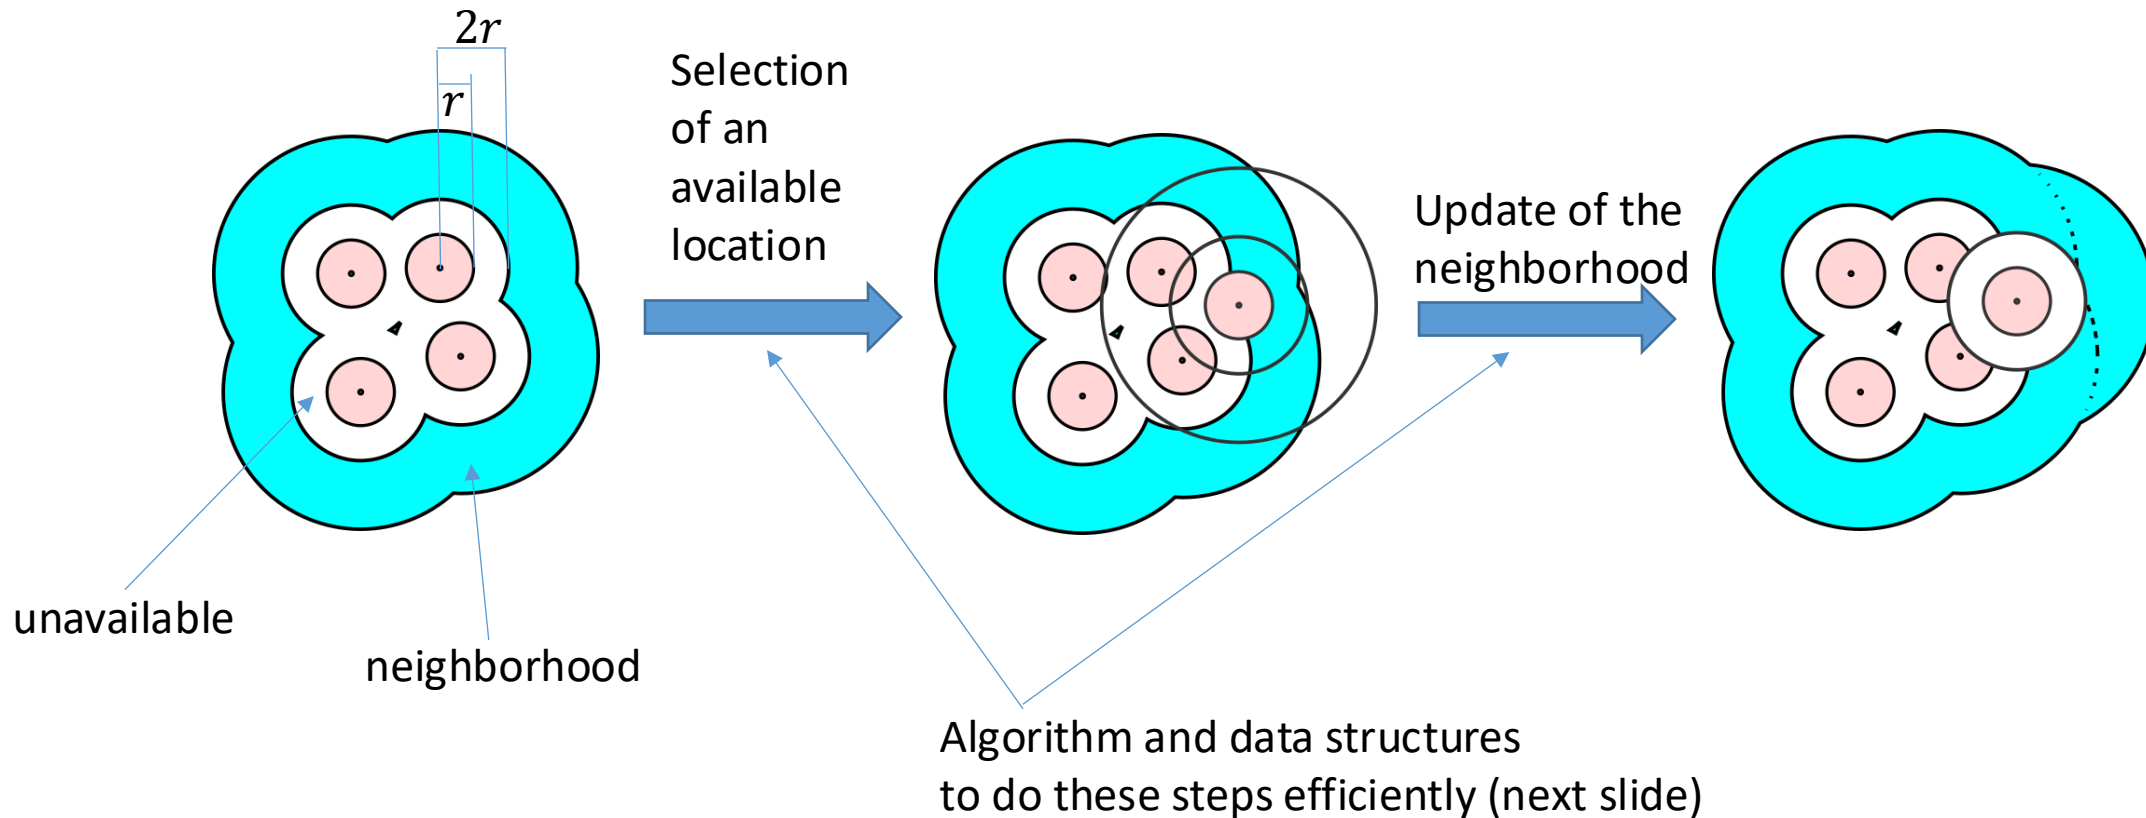 2r
r
Selection
of an
available
location
Update of the
neighborhood
unavailable
neighborhood
Algorithm and data structures
to do these steps efficiently (next slide)